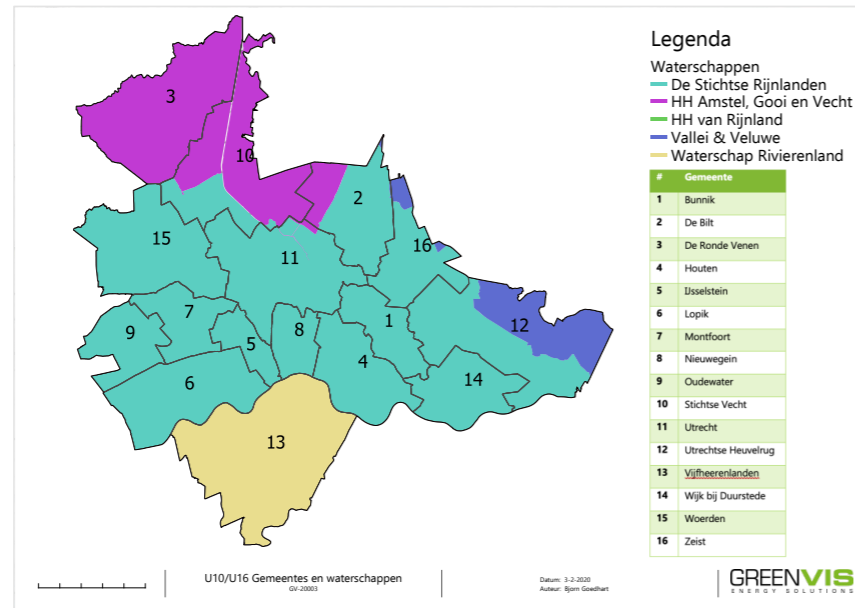 Legenda
Waterschappen
De Stichtse Rijnlanden
HH Amstel, Gooi en Vecht
HH van Rijnland
Vallei & Veluwe
Waterschap Rivierenland
# Gemeente
1 Bunnik
2 De Bilt
3 De Ronde Venen
4 Houten
5 IJsselstein
6 Lopik
7 Montfoort
8 Nieuwegein
9 Oudewater
10 Stichtse Vecht
11 Utrecht
12 Utrechtse Heuvelrug
13 Vijfheerenlanden
14 Wijk bij Duurstede
15 Woerden
16 Zeist
3
10
2
15
16
11
12
7
9
8
1
5
4
6
14
13
U10/U16 Gemeentes en waterschappen
GV-20003
Datum: 3-2-2020
Auteur: Bjorn Goedhart
GREENVIS
ENERGY SOLUTIONS